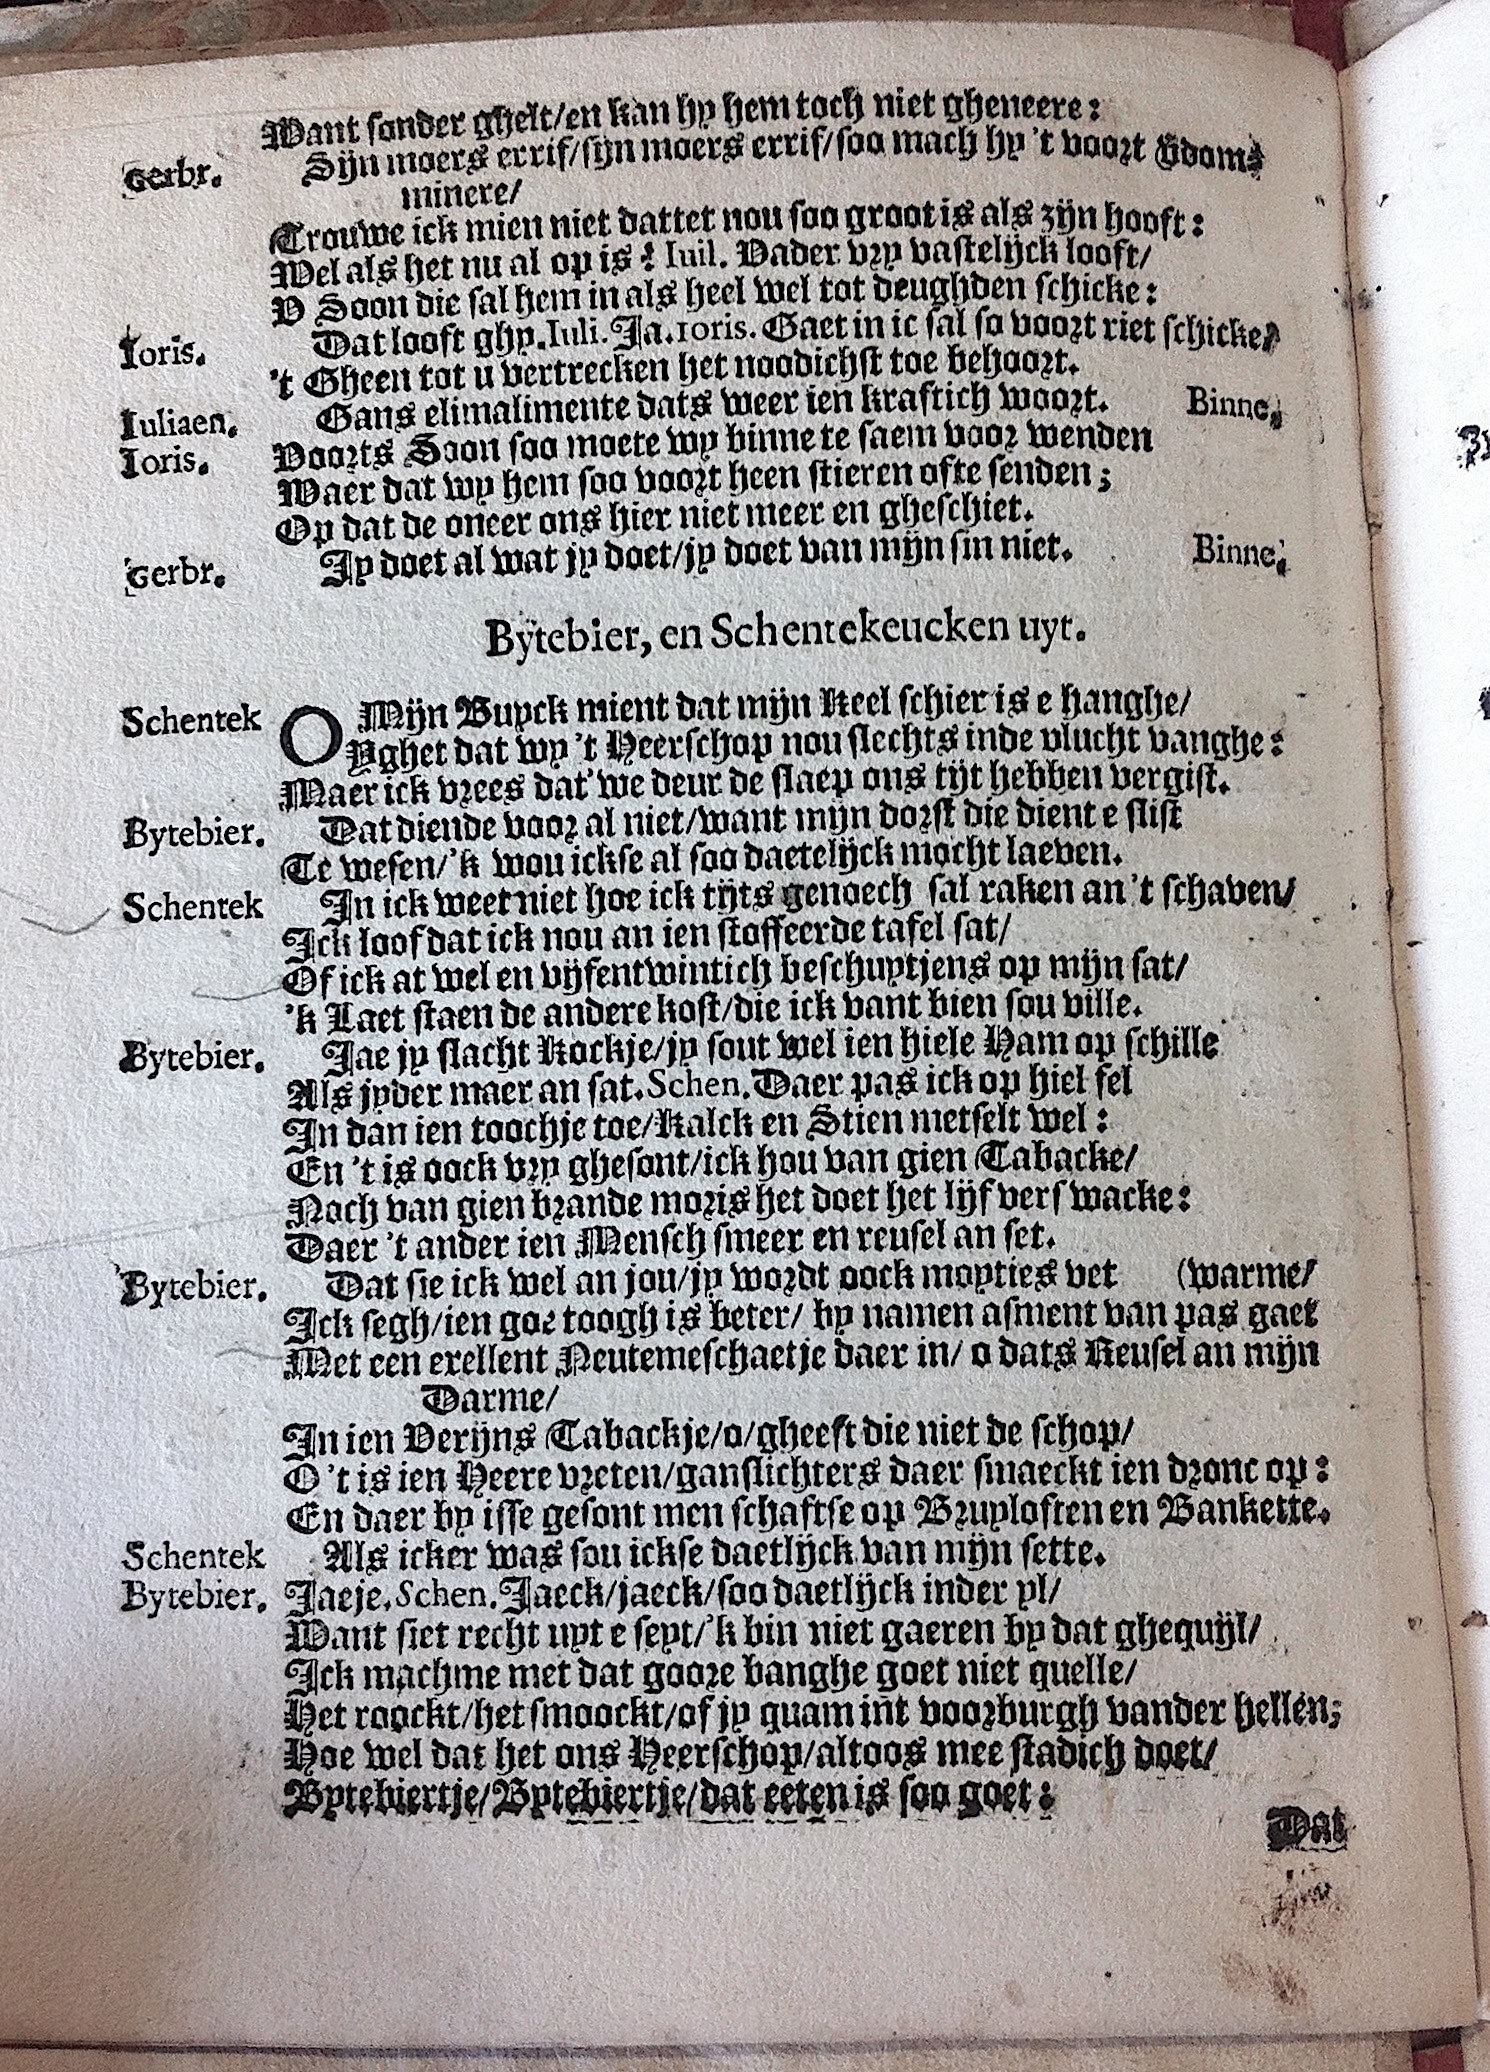 Want sonder ghelt/en kan hy hem toch niet gheneere:
Gerbr. Sijn moers errif/sijn moers errif/soo mach hy 't voort
minere/
Trouwe ick mien niet dattet nou soo groot is als zijn hooft:
Wel als het nu al op is? Iuil. Vader vry vastelijck looft/
V Soon die sal hem in als heel wel tot deughden schicke:
Ioris. Dat looft ghy. Iuli. Ja. Ioris. Gaet in ic sal so voort riet schicke/
't Gheen tot u vertrecken het noodichst toe behoort.
Iuliaen. Gans elimalimente dats weer ien kraftich woort. Binne.
Ioris. Voorts Soon soo moete wy binne te saem voor wenden
Waer dat wy hem soo voort heen stieren ofte senden;
Op dat de oneer ons hier niet meer en gheschiet.
Gerbr. Jy doet al wat jy doet/jy doet van mijn sin niet. Binne.
Bytebier, en Schentekeucken uyt.
Schentek O Mijn Buyck mient dat mijn Keel schier is e hanghe/
Yghet dat wy 't Heerschop nou slechts inde vlucht vanghe:
Maer ick vrees dat we deur de slaep ons tijt hebben vergist.
Bytebier. Dat diende voor al niet/want mijn dorst die dient e slist
Te wesen/'k wou ickse al soo daetelijck mocht laeven.
Schentek In ick weet niet hoe ick tijts genoech sal raken an 't schaven/
Ick loof dat ick nou an ien stoffeerde tafel sat/
Of ick at wel en vijfentwintich beschuytjens op mijn sat/
'k Laet staen de andere kost/die ick vant bien sou ville.
Bytebier. Jae jy slacht Kockje/jy sout wel ien hiele Ham op schille
Als jyder maer an sat. Schen. Daer pas ick op hiel fel
In dan ien toochje toe/Kalck en Stien metselt wel:
En 't is oock vry ghesont/ick hou van gien Tabacke/
Noch van gien brande moris het doet het lijf verswacke:
Daer 't ander ien Mensch smeer en reusel an set.
Bytebier. Dat sie ick wel an jou/jy wordt oock moyties vet (warme/
Ick segh/ien goe toogh is beter/ by namen asment van pas gaet
Met een exellent Neutemeschaetje daer in/ o dats Reusel an mijn
Darme/
In ien Verijns Tabackje/o/gheeft die niet de schop/
O 't is ien Heere vreten/ganslichters daer smaeckt ien dronc op:
En daer by isse gesont men schaftse op Bruyloften en Bankette.
Schentek Als icker was sou ickse daetlijck van mijn sette.
Bytebier. Jaeje. Schen. Jaeck/jaeck/soo daetlijck inder yl/
Want siet recht uyt e seyt/'k bin niet gaeren by dat ghequijl/
Ick machme met dat goore banghe goet niet quelle/
Het roockt/het smoockt/of jy quam int voorburgh vander hellen;
Hoe wel dat het ons Heerschop/altoos mee stadich doet/
Bytebiertje/Bytebiertje/dat eeten is soo goet:
Dat